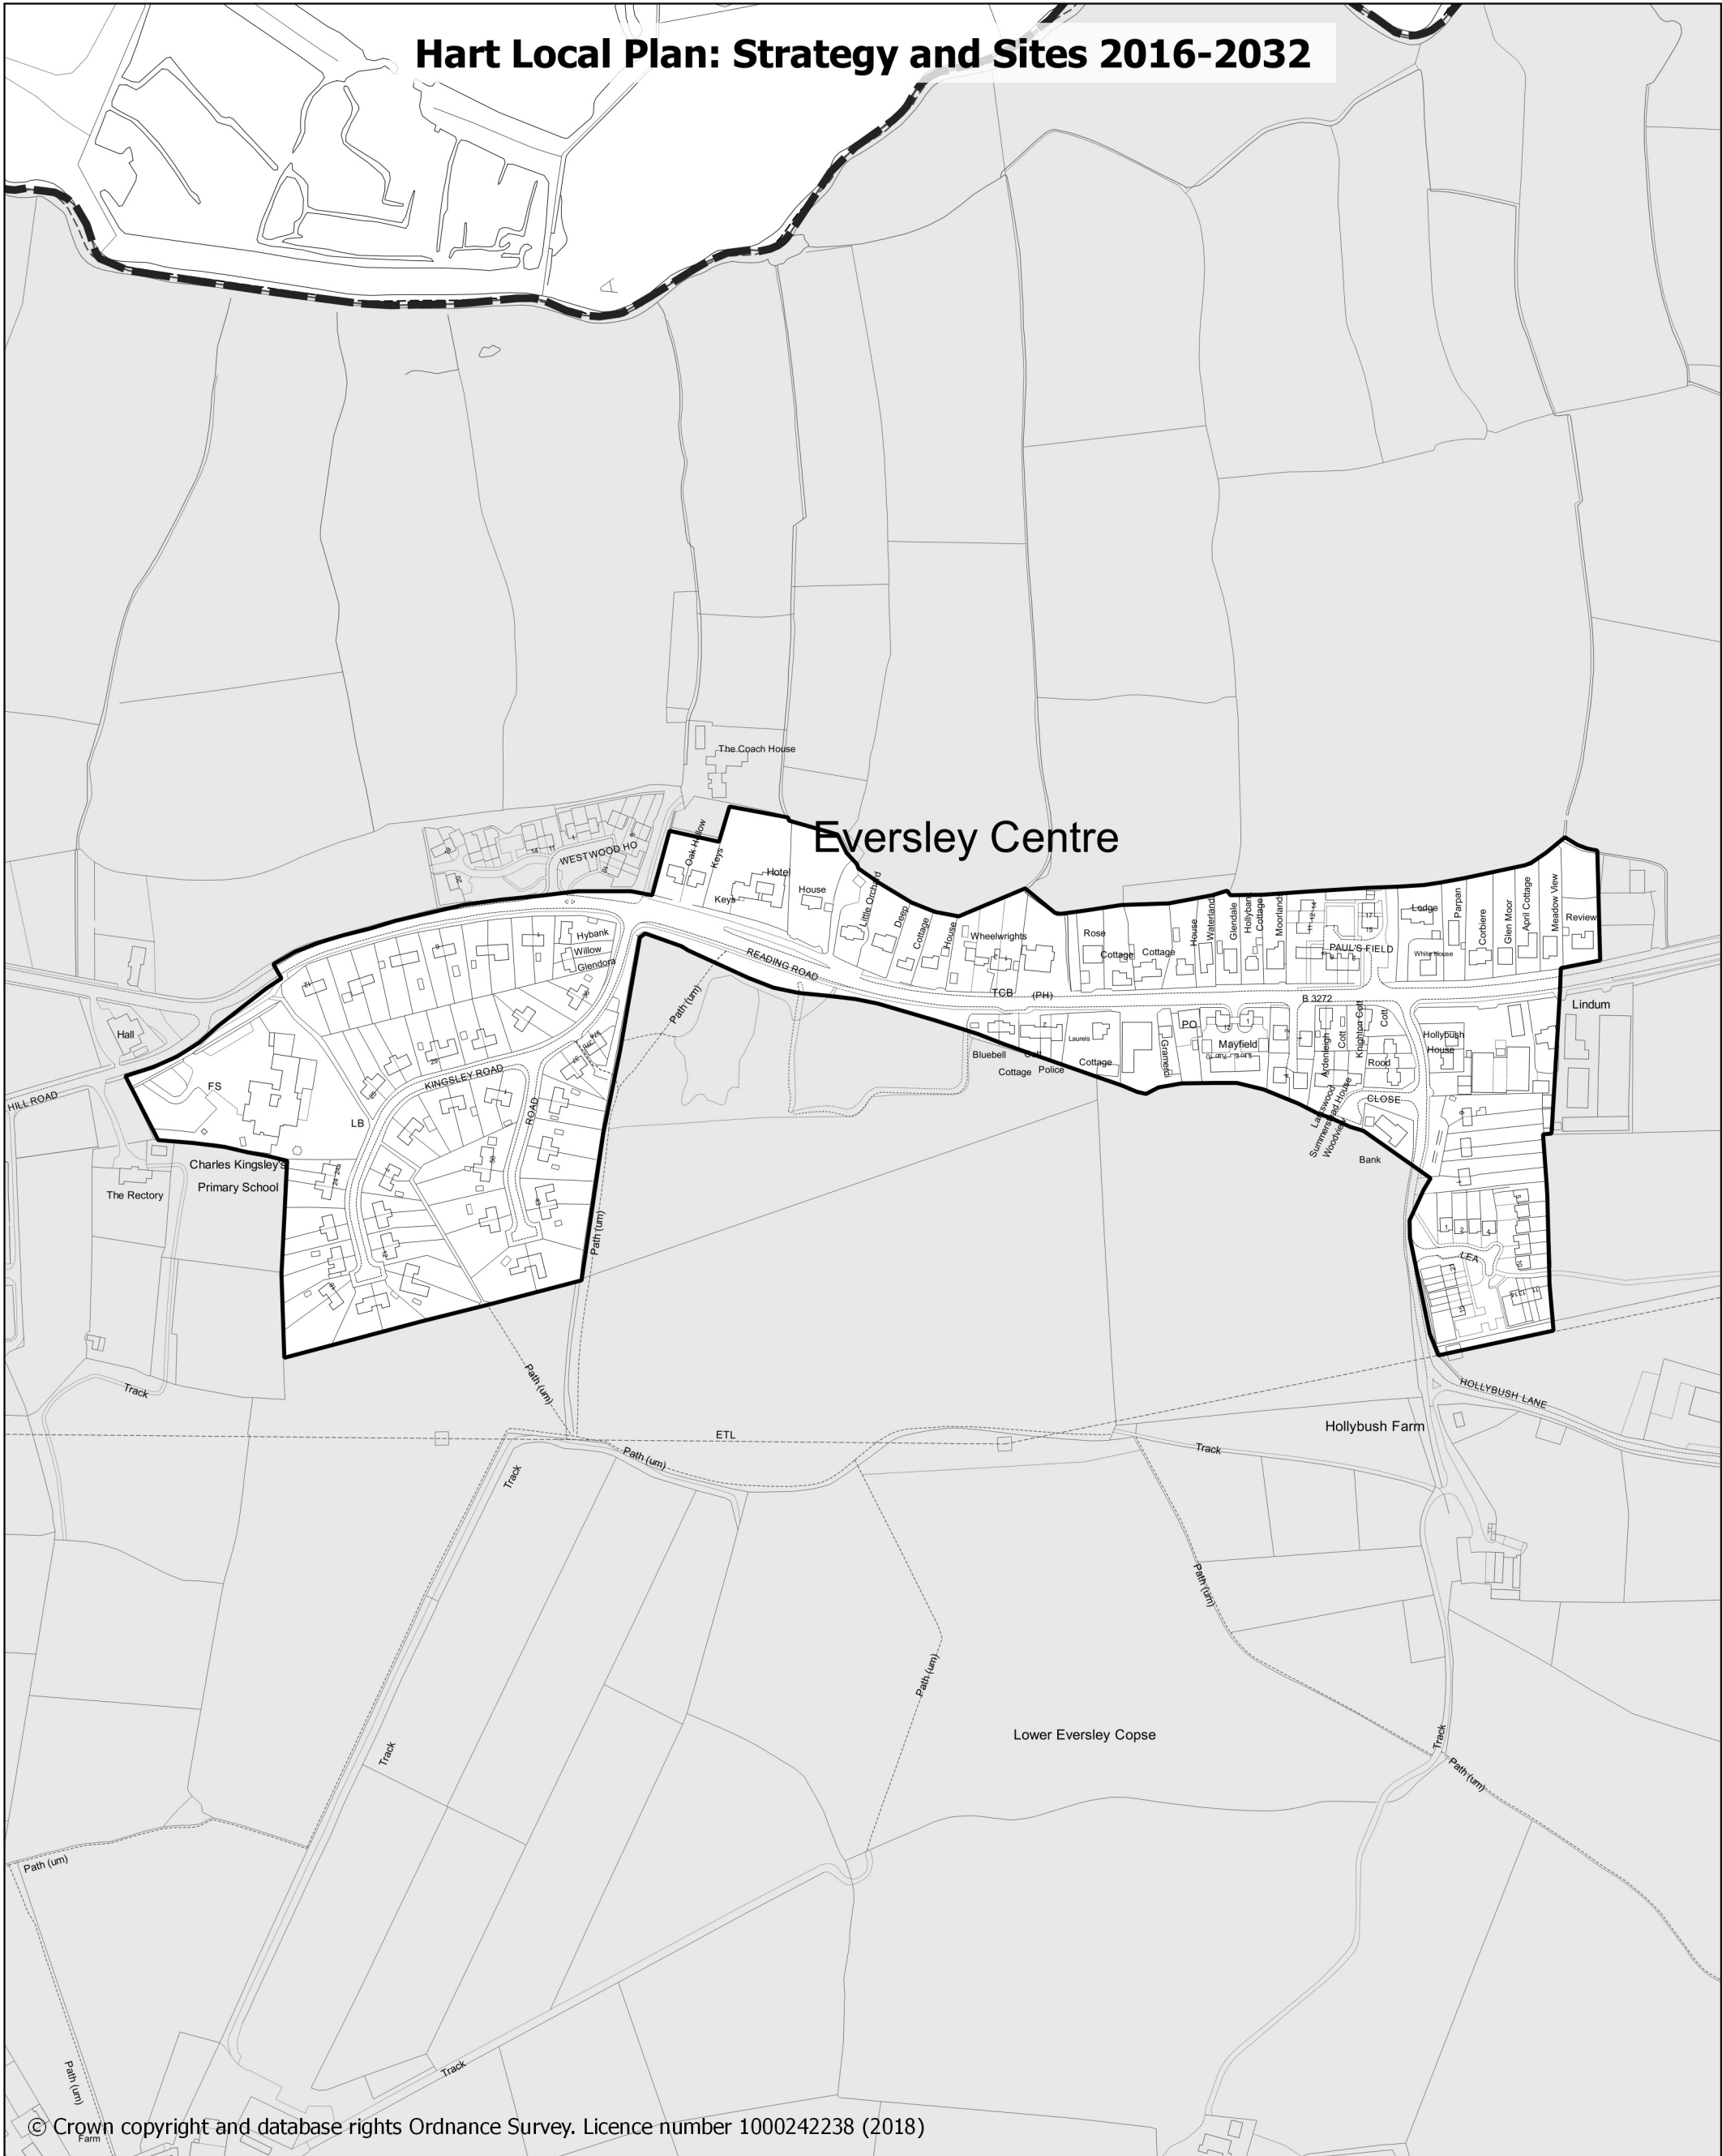 Hart Local Plan: Strategy and Sites 2016-2032
The Coach House
Eversley Centre
WESTWOOD HO
Oak Hollow
Keys
Hotel
Keys
House
Little Orchard
Deep
Cottage
House
Wheelwrights
Rose
Cottage
Cottage
House
Waterland
Glendale
Hollybank
Cottage
Moorland
PAUL'S FIELD
Lodge
White House
Parpan
Corbiere
Glen Moor
April Cottage
Meadow View
Review
Hybank
Willow
Glendora
READING ROAD
Path (um)
TCB
(PH)
B 3272
Lindum
Hall
HILL ROAD
FS
LB
KINGSLEY ROAD
ROAD
Bluebell
Cottage
Police
Laurels
Cottage
PO
Mayfield
Ardenleigh
Cott
Knighton Cott
Cott
Rood
Hollybush
House
CLOSE
Summerstead House
Woodview
Bank
Charles Kingsley's
Primary School
The Rectory
Path (um)
LEA
Track
Path (um)
HOLLYBUSH LANE
Hollybush Farm
ETL
Path (um)
Track
Track
Path (um)
Path (um)
Lower Eversley Copse
Track
Track
Path (um)
Path (um)
Path (um)
Track
© Crown copyright and database rights Ordnance Survey. Licence number 1000242238 (2018)
Farm